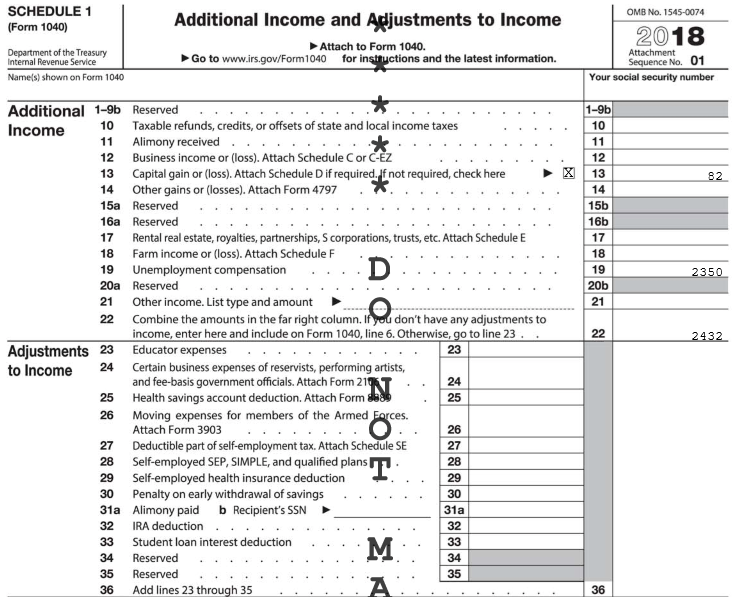 SCHEDULE 1
(Form 1040)
Department of the Treasury
Internal Revenue Service
Additional Income and Adjustments to Income
▶ Attach to Form 1040.
▶ Go to www.irs.gov/Form1040 for instructions and the latest information.
OMB No. 1545-0074
2018
Attachment
Sequence No. 01
Name(s) shown on Form 1040
Your social security number
Additional Income
1–9b Reserved . . . . . . . . . . . . . . . . . . . 1–9b
10 Taxable refunds, credits, or offsets of state and local income taxes . . . . . 10
11 Alimony received . . . . . . . . . . . . . . . . . 11
12 Business income or (loss). Attach Schedule C or C-EZ . . . . . . . . 12
13 Capital gain or (loss). Attach Schedule D if required. If not required, check here ▶ X 13 82
14 Other gains or (losses). Attach Form 4797 . . . . . . . . . . . 14
15a Reserved . . . . . . . . . . . . . . . . . . . 15b
16a Reserved . . . . . . . . . . . . . . . . . . . 16b
17 Rental real estate, royalties, partnerships, S corporations, trusts, etc. Attach Schedule E 17
18 Farm income or (loss). Attach Schedule F . . . . . . . . . . . 18
19 Unemployment compensation . . . . . . . . . . . . . . 19 2350
20a Reserved . . . . . . . . . . . . . . . . . . . 20b
21 Other income. List type and amount ▶ 21
22 Combine the amounts in the far right column. If you don't have any adjustments to
income, enter here and include on Form 1040, line 6. Otherwise, go to line 23 . . 22 2432
Adjustments to Income
23 Educator expenses . . . . . . . . . . . 23
24 Certain business expenses of reservists, performing artists,
and fee-basis government officials. Attach Form 2106 . . 24
25 Health savings account deduction. Attach Form 8889 . 25
26 Moving expenses for members of the Armed Forces.
Attach Form 3903 . . . . . . . . . . . 26
27 Deductible part of self-employment tax. Attach Schedule SE 27
28 Self-employed SEP, SIMPLE, and qualified plans . . 28
29 Self-employed health insurance deduction . . . . 29
30 Penalty on early withdrawal of savings . . . . . . 30
31a Alimony paid b Recipient's SSN ▶ 31a
32 IRA deduction . . . . . . . . . . . . . 32
33 Student loan interest deduction . . . . . . . 33
34 Reserved . . . . . . . . . . . . . . 34
35 Reserved . . . . . . . . . . . . . . 35
36 Add lines 23 through 35 . . . . . . . . . . . . . . . 36
* * * * * D O N O T M A